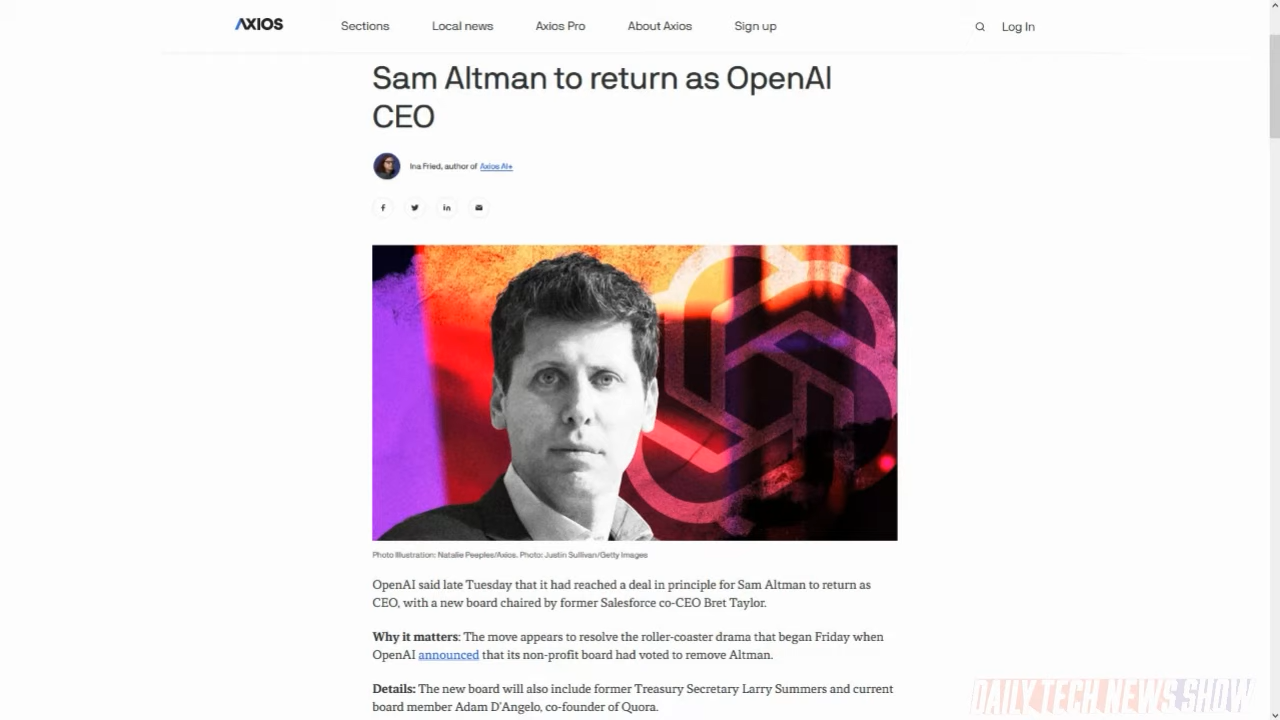 AXIOS
Sections
Local news
Axios Pro
About Axios
Sign up
Log In
Sam Altman to return as OpenAI
CEO
Ina Fried, author of Axios AI+
Photo Illustration: Natalie Peeples/Axios. Photo: Justin Sullivan/Getty Images
OpenAI said late Tuesday that it had reached a deal in principle for Sam Altman to return as
CEO, with a new board chaired by former Salesforce co-CEO Bret Taylor.
Why it matters: The move appears to resolve the roller-coaster drama that began Friday when
OpenAI announced that its non-profit board had voted to remove Altman.
Details: The new board will also include former Treasury Secretary Larry Summers and current
board member Adam D'Angelo, co-founder of Quora.
DAILY TECH NEWS SHOW